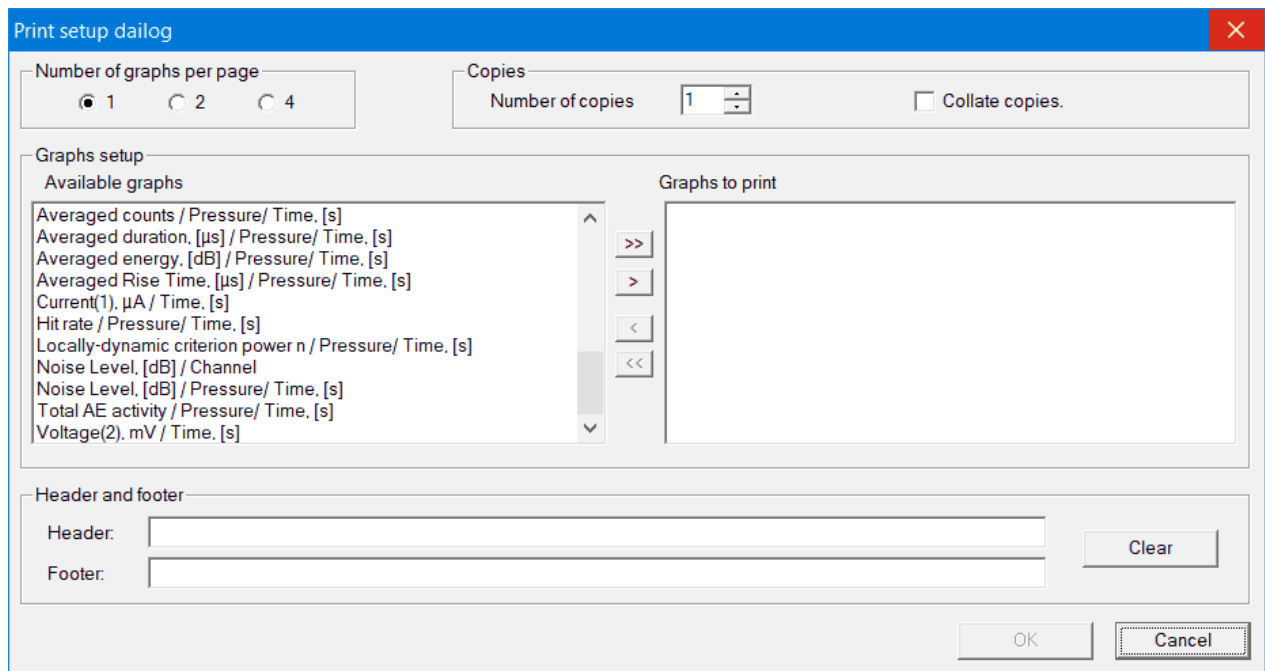 Print setup dailog
Number of graphs per page
1 2 4
Copies
Number of copies 1 Collate copies.
Graphs setup
Available graphs
Graphs to print
Averaged counts / Pressure/ Time, [s]
Averaged duration, [µs] / Pressure/ Time, [s]
Averaged energy, [dB] / Pressure/ Time, [s]
Averaged Rise Time, [µs] / Pressure/ Time, [s]
Current(1), µA / Time, [s]
Hit rate / Pressure/ Time, [s]
Locally-dynamic criterion power n / Pressure/ Time, [s]
Noise Level, [dB] / Channel
Noise Level, [dB] / Pressure/ Time, [s]
Total AE activity / Pressure/ Time, [s]
Voltage(2), mV / Time, [s]
>>
>
<
<<
Header and footer
Header:
Footer:
Clear
OK
Cancel